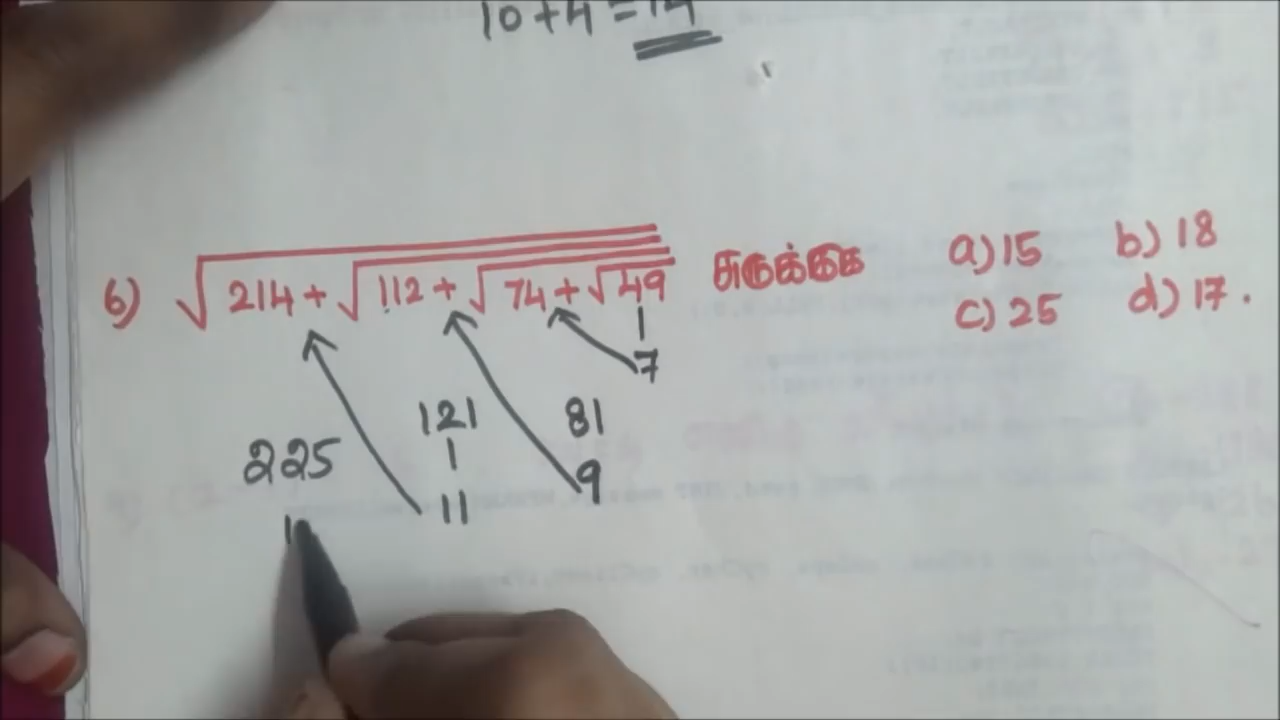 10 + 4 = 14
6) √214 + √112 + √74 + √49 சுருக்குக a) 15 b) 18
c) 25 d) 17.
7
121 81
225 9
11
1